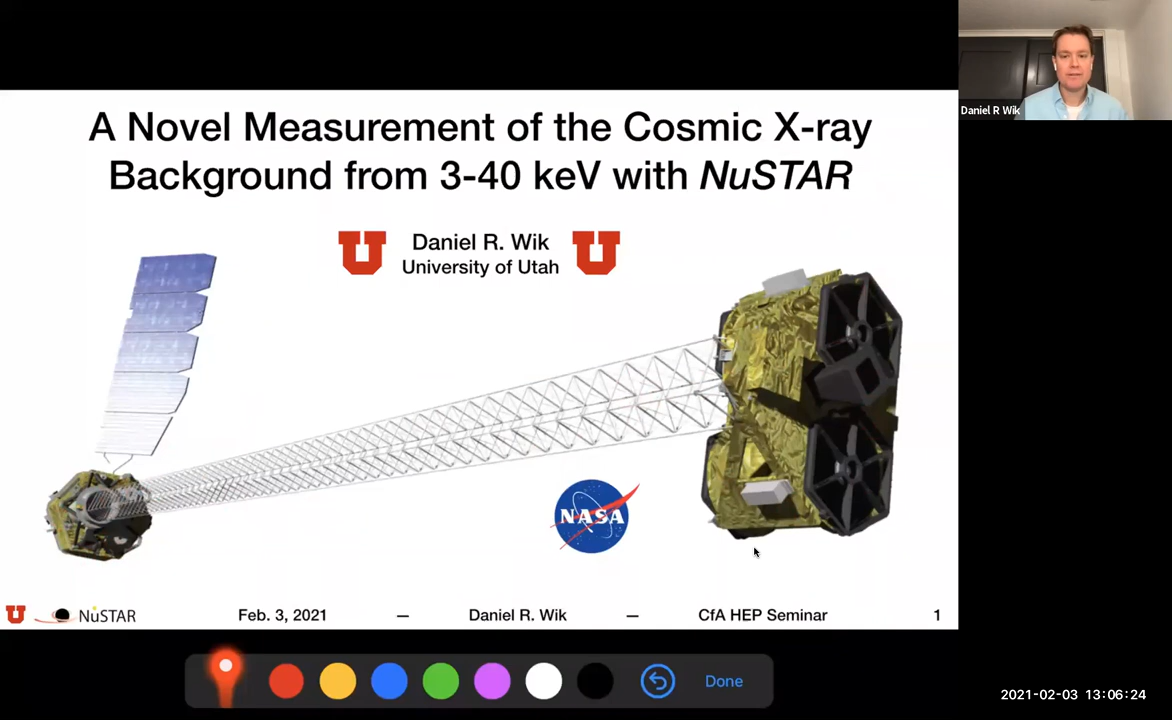 A Novel Measurement of the Cosmic X-ray
Background from 3-40 keV with NuSTAR
Daniel R. Wik
University of Utah
NASA
NuSTAR
Feb. 3, 2021 — Daniel R. Wik — CfA HEP Seminar 1
Daniel R Wik
Done
2021-02-03 13:06:24